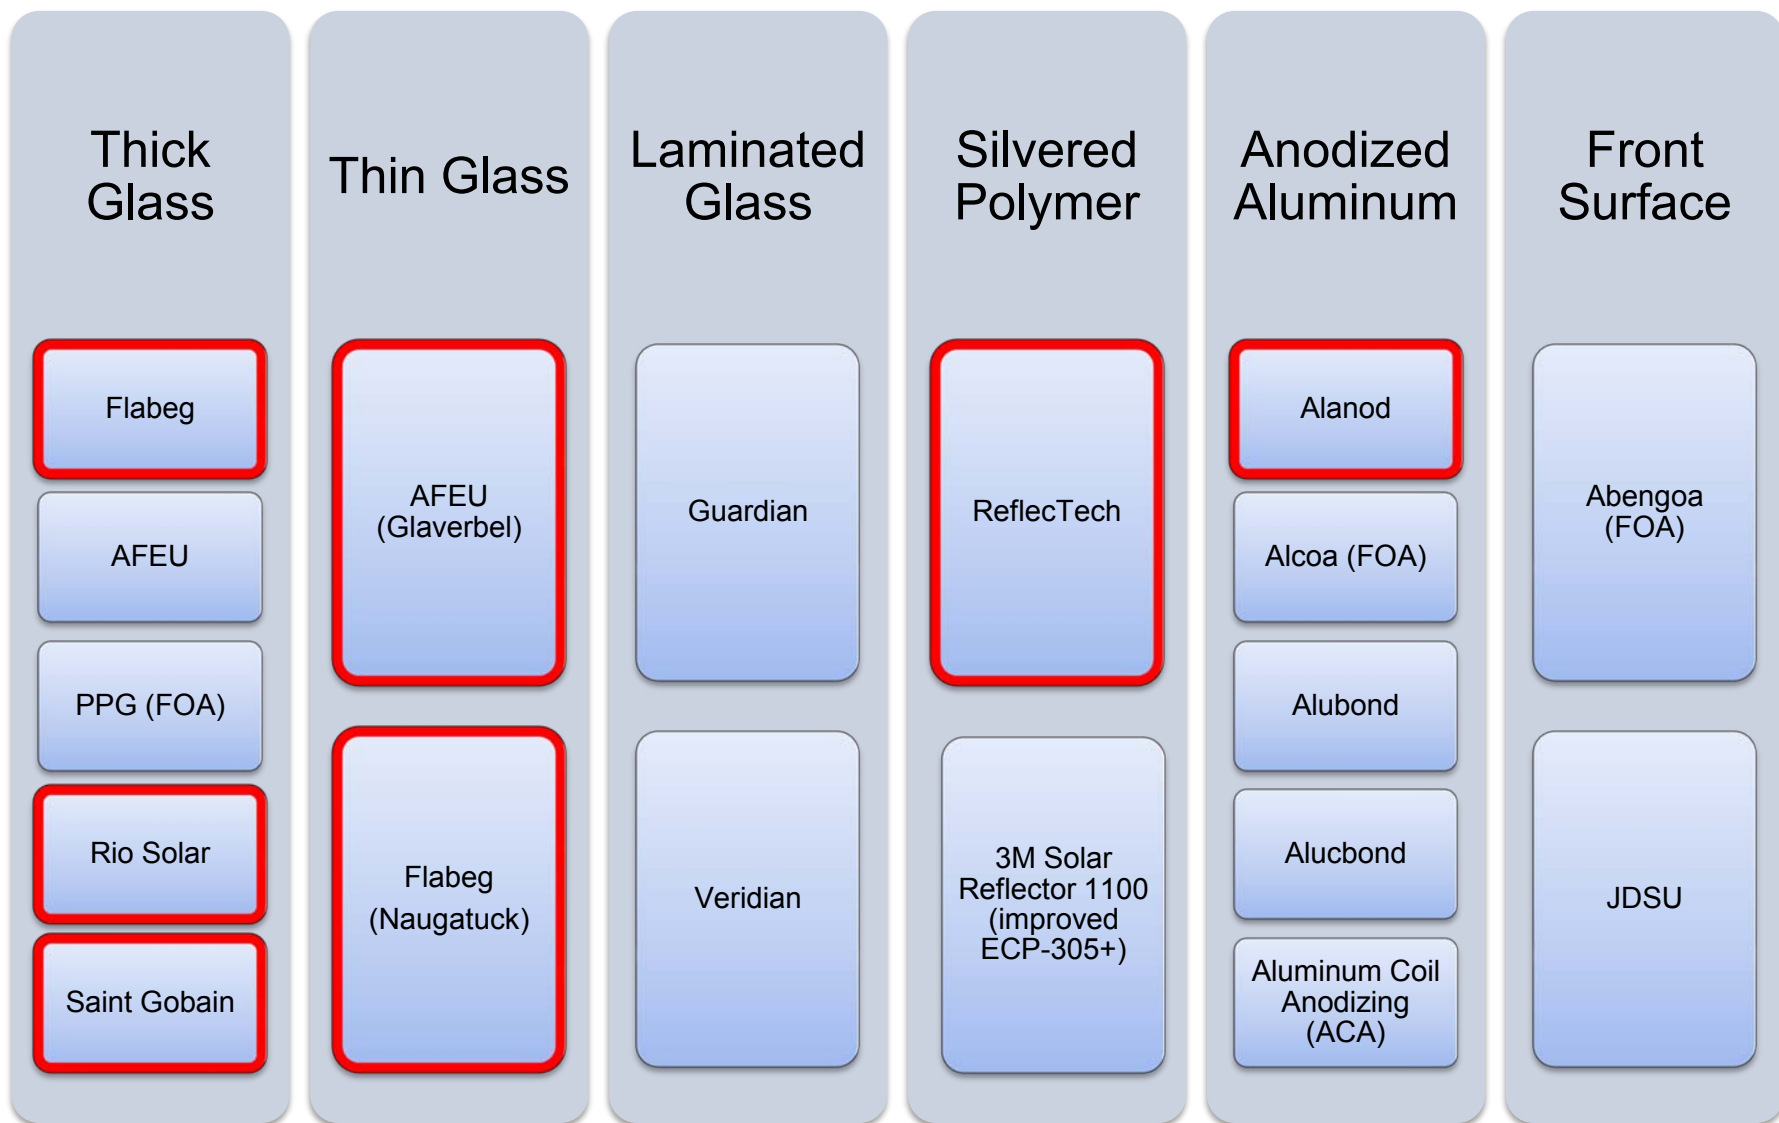 Thick
Glass
Flabeg
AFEU
PPG (FOA)
Rio Solar
Saint Gobain
Thin Glass
AFEU
(Glaverbel)
Flabeg
(Naugatuck)
Laminated
Glass
Guardian
Veridian
Silvered
Polymer
ReflecTech
3M Solar
Reflector 1100
(improved
ECP-305+)
Anodized
Aluminum
Alanod
Alcoa (FOA)
Alubond
Alucbond
Aluminum Coil
Anodizing
(ACA)
Front
Surface
Abengoa
(FOA)
JDSU